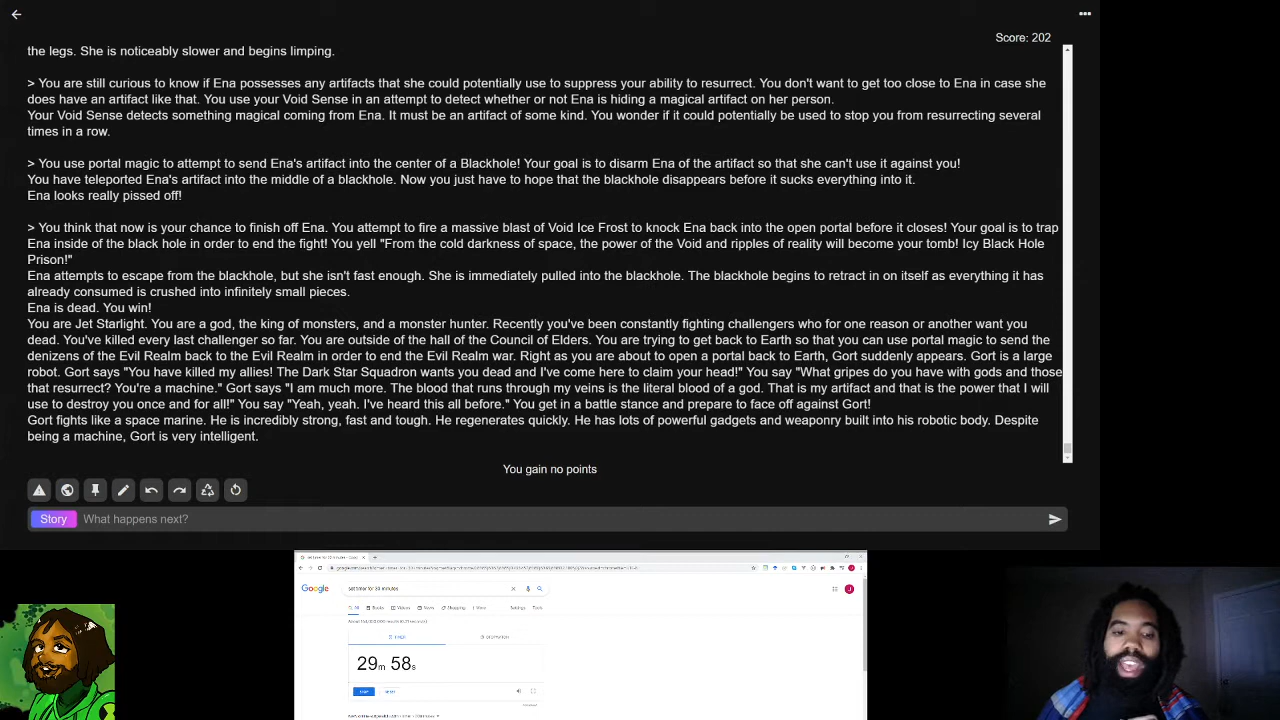 Score: 202
the legs. She is noticeably slower and begins limping.
> You are still curious to know if Ena possesses any artifacts that she could potentially use to suppress your ability to resurrect. You don't want to get too close to Ena in case she
does have an artifact like that. You use your Void Sense in an attempt to detect whether or not Ena is hiding a magical artifact on her person.
Your Void Sense detects something magical coming from Ena. It must be an artifact of some kind. You wonder if it could potentially be used to stop you from resurrecting several
times in a row.
> You use portal magic to attempt to send Ena's artifact into the center of a Blackhole! Your goal is to disarm Ena of the artifact so that she can't use it against you!
You have teleported Ena's artifact into the middle of a blackhole. Now you just have to hope that the blackhole disappears before it sucks everything into it.
Ena looks really pissed off!
> You think that now is your chance to finish off Ena. You attempt to fire a massive blast of Void Ice Frost to knock Ena back into the open portal before it closes! Your goal is to trap
Ena inside of the black hole in order to end the fight! You yell "From the cold darkness of space, the power of the Void and ripples of reality will become your tomb! Icy Black Hole
Prison!"
Ena attempts to escape from the blackhole, but she isn't fast enough. She is immediately pulled into the blackhole. The blackhole begins to retract in on itself as everything it has
already consumed is crushed into infinitely small pieces.
Ena is dead. You win!
You are Jet Starlight. You are a god, the king of monsters, and a monster hunter. Recently you've been constantly fighting challengers who for one reason or another want you
dead. You've killed every last challenger so far. You are outside of the hall of the Council of Elders. You are trying to get back to Earth so that you can use portal magic to send the
denizens of the Evil Realm back to the Evil Realm in order to end the Evil Realm war. Right as you are about to open a portal back to Earth, Gort suddenly appears. Gort is a large
robot. Gort says "You have killed my allies! The Dark Star Squadron wants you dead and I've come here to claim your head!" You say "What gripes do you have with gods and those
that resurrect? You're a machine." Gort says "I am much more. The blood that runs through my veins is the literal blood of a god. That is my artifact and that is the power that I will
use to destroy you once and for all!" You say "Yeah, yeah. I've heard this all before." You get in a battle stance and prepare to face off against Gort!
Gort fights like a space marine. He is incredibly strong, fast and tough. He regenerates quickly. He has lots of powerful gadgets and weaponry built into his robotic body. Despite
being a machine, Gort is very intelligent.
You gain no points
Story What happens next?
Google
All Books Videos News Shopping More Settings Tools
TIMER STOPWATCH
29m 58s
STOP RESET